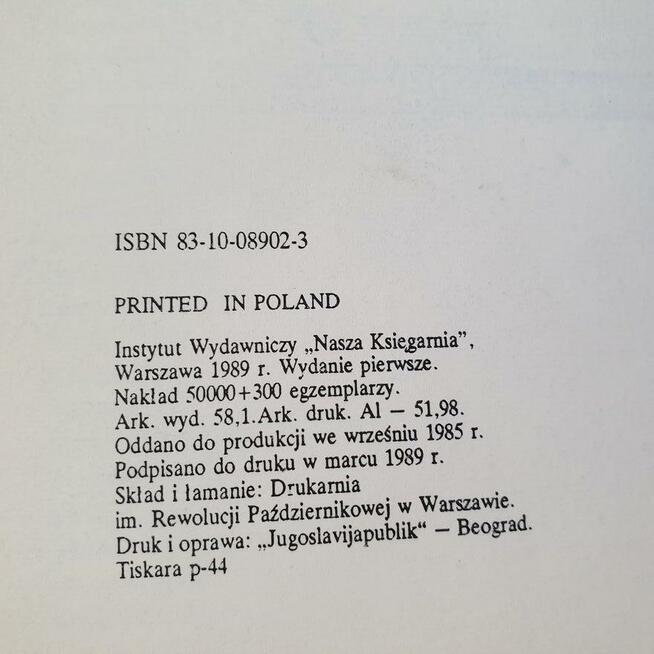 ISBN 83-10-08902-3
PRINTED IN POLAND
Instytut Wydawniczy „Nasza Księgarnia”,
Warszawa 1989 r. Wydanie pierwsze.
Nakład 50000+300 egzemplarzy.
Ark. wyd. 58,1.Ark. druk. Al — 51,98.
Oddano do produkcji we wrześniu 1985 r.
Podpisano do druku w marcu 1989 r.
Skład i łamanie: Drukarnia
im. Rewolucji Październikowej w Warszawie.
Druk i oprawa: „Jugoslavijapublik“ — Beograd.
Tiskara p-44